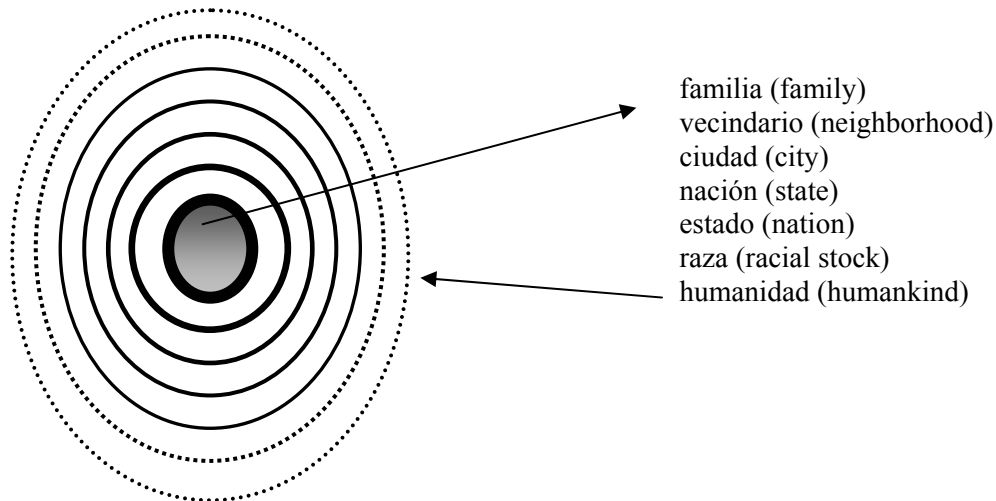 familia (family)
vecindario (neighborhood)
ciudad (city)
nación (state)
estado (nation)
raza (racial stock)
humanidad (humankind)